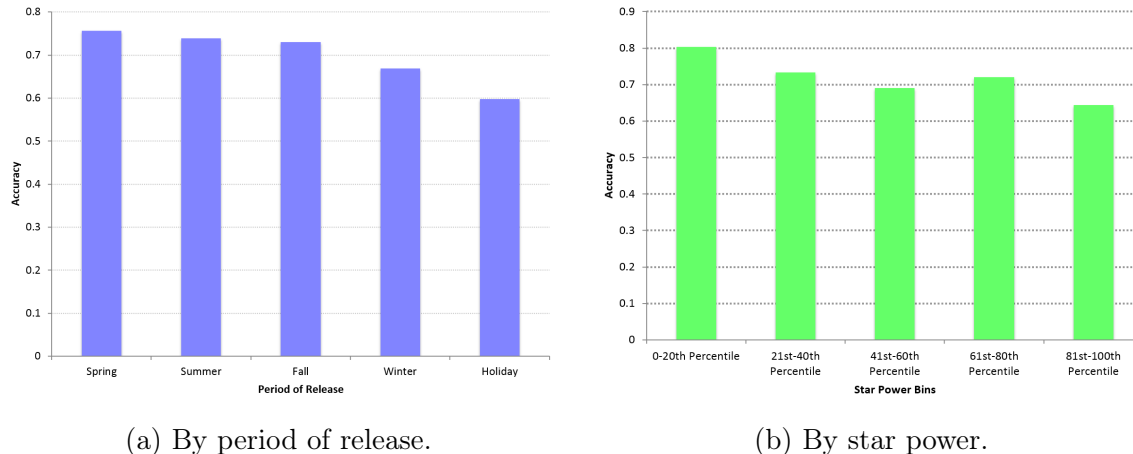 0.8
0.7
0.6
0.5
0.4
0.3
0.2
0.1
0
Accuracy
Spring Summer Fall Winter Holiday
Period of Release
0.9
0.8
0.7
0.6
0.5
0.4
0.3
0.2
0.1
0
Accuracy
0-20th Percentile 21st-40th 41st-60th 61st-80th 81st-100th
Percentile Percentile Percentile Percentile
Star Power Bins
(a) By period of release.
(b) By star power.